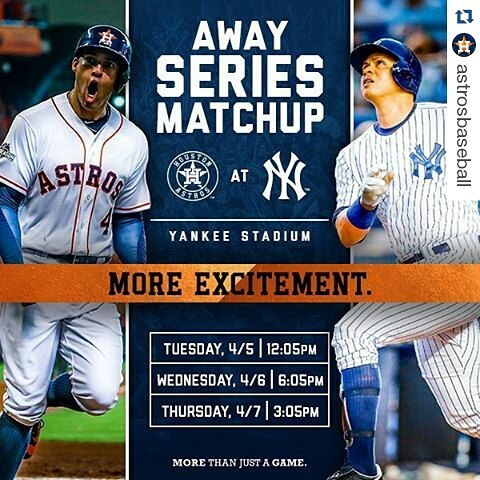 AWAY
SERIES
MATCHUP
HOUSTON
ASTROS
AT
NY
YANKEE STADIUM
ASTROS
4
NY
MORE EXCITEMENT.
TUESDAY, 4/5 | 12:05PM
WEDNESDAY, 4/6 | 6:05PM
THURSDAY, 4/7 | 3:05PM
MORE THAN JUST A GAME.
astrosbaseball